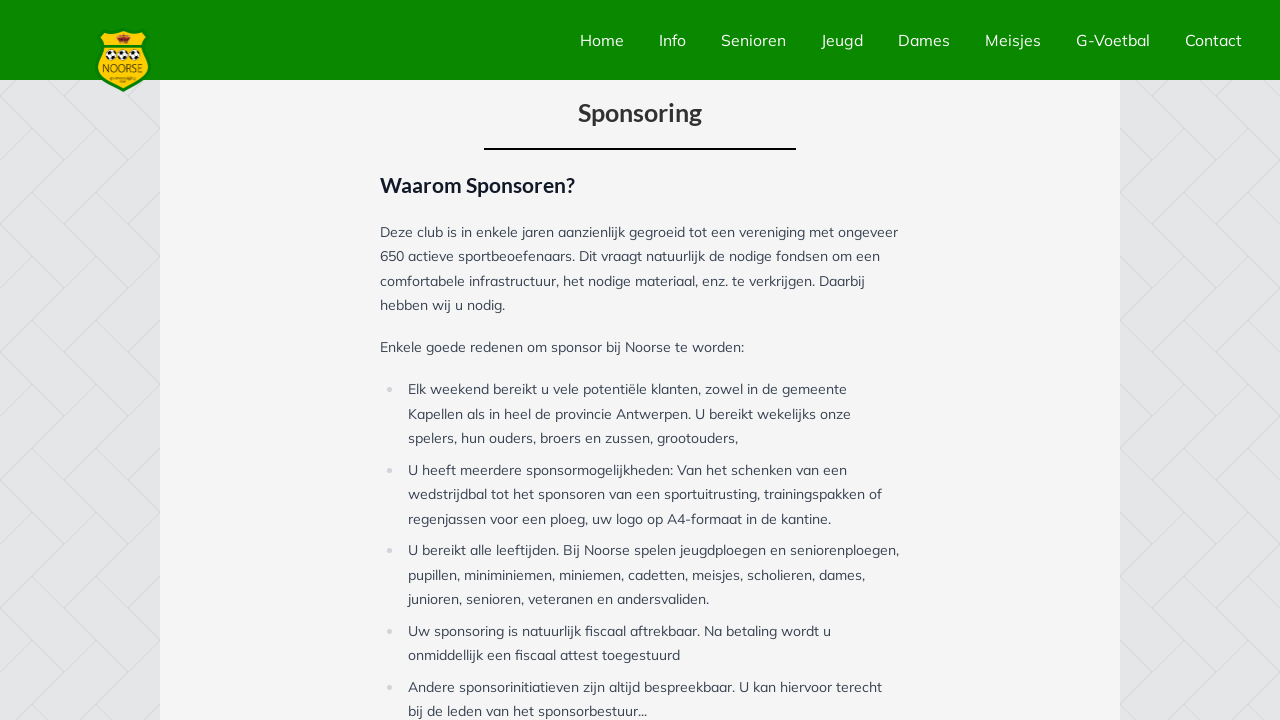 Home Info Senioren Jeugd Dames Meisjes G-Voetbal Contact
NOORSE
Sponsoring
Waarom Sponsoren?
Deze club is in enkele jaren aanzienlijk gegroeid tot een vereniging met ongeveer
650 actieve sportbeoefenaars. Dit vraagt natuurlijk de nodige fondsen om een
comfortabele infrastructuur, het nodige materiaal, enz. te verkrijgen. Daarbij
hebben wij u nodig.
Enkele goede redenen om sponsor bij Noorse te worden:
Elk weekend bereikt u vele potentiële klanten, zowel in de gemeente
Kapellen als in heel de provincie Antwerpen. U bereikt wekelijks onze
spelers, hun ouders, broers en zussen, grootouders,
U heeft meerdere sponsormogelijkheden: Van het schenken van een
wedstrijdbal tot het sponsoren van een sportuitrusting, trainingspakken of
regenjassen voor een ploeg, uw logo op A4-formaat in de kantine.
U bereikt alle leeftijden. Bij Noorse spelen jeugdploegen en seniorenploegen,
pupillen, miniminiemen, miniemen, cadetten, meisjes, scholieren, dames,
junioren, senioren, veteranen en andersvaliden.
Uw sponsoring is natuurlijk fiscaal aftrekbaar. Na betaling wordt u
onmiddellijk een fiscaal attest toegestuurd
Andere sponsorinitiatieven zijn altijd bespreekbaar. U kan hiervoor terecht
bij de leden van het sponsorbestuur...